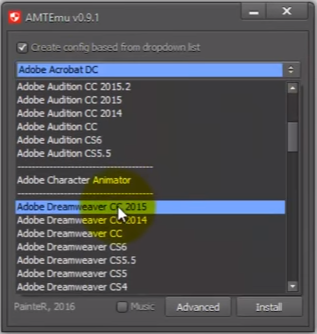 AMTEmu v0.9.1
Create config based from dropdown list
Adobe Acrobat DC
Adobe Audition CC 2015.2
Adobe Audition CC 2015
Adobe Audition CC 2014
Adobe Audition CC
Adobe Audition CS6
Adobe Audition CS5.5
----------------------------------------
Adobe Character Animator
----------------------------------------
Adobe Dreamweaver CC 2015
Adobe Dreamweaver CC 2014
Adobe Dreamweaver CC
Adobe Dreamweaver CS6
Adobe Dreamweaver CS5.5
Adobe Dreamweaver CS5
Adobe Dreamweaver CS4
PainteR, 2016 Music Advanced Install